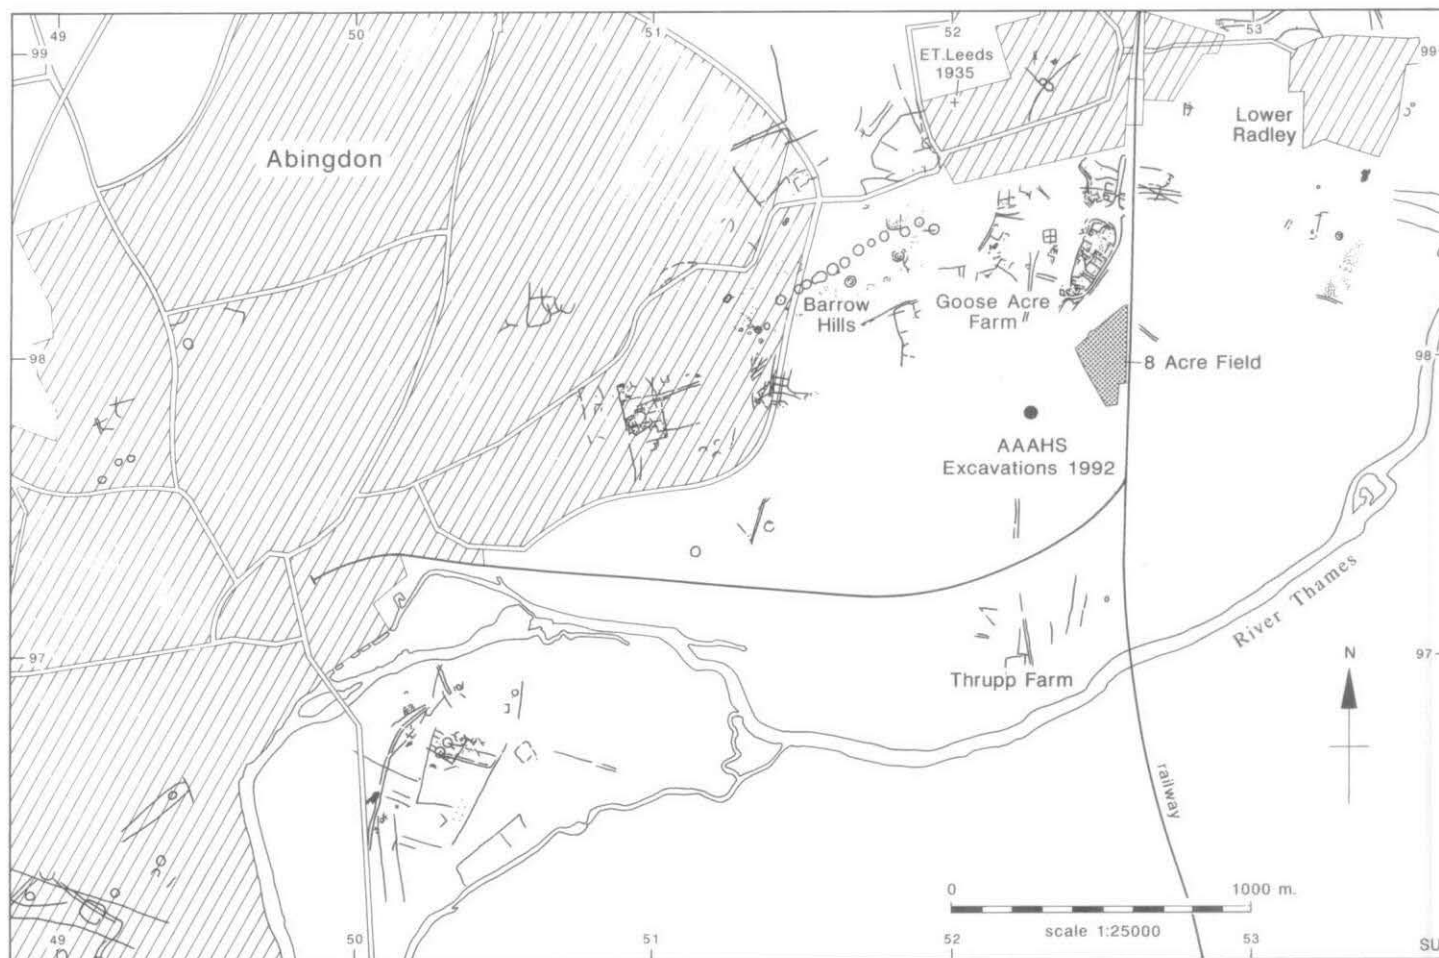 49
50
51
52
53
99
E.T. Leeds
1935
99
Lower
Radley
Abingdon
Barrow
Hills
Goose Acre
Farm
98
98
8 Acre Field
AAAHS
Excavations 1992
River Thames
N
97
97
Thrupp Farm
railway
0
1000 m.
scale 1:25000
49
50
51
52
53
SU